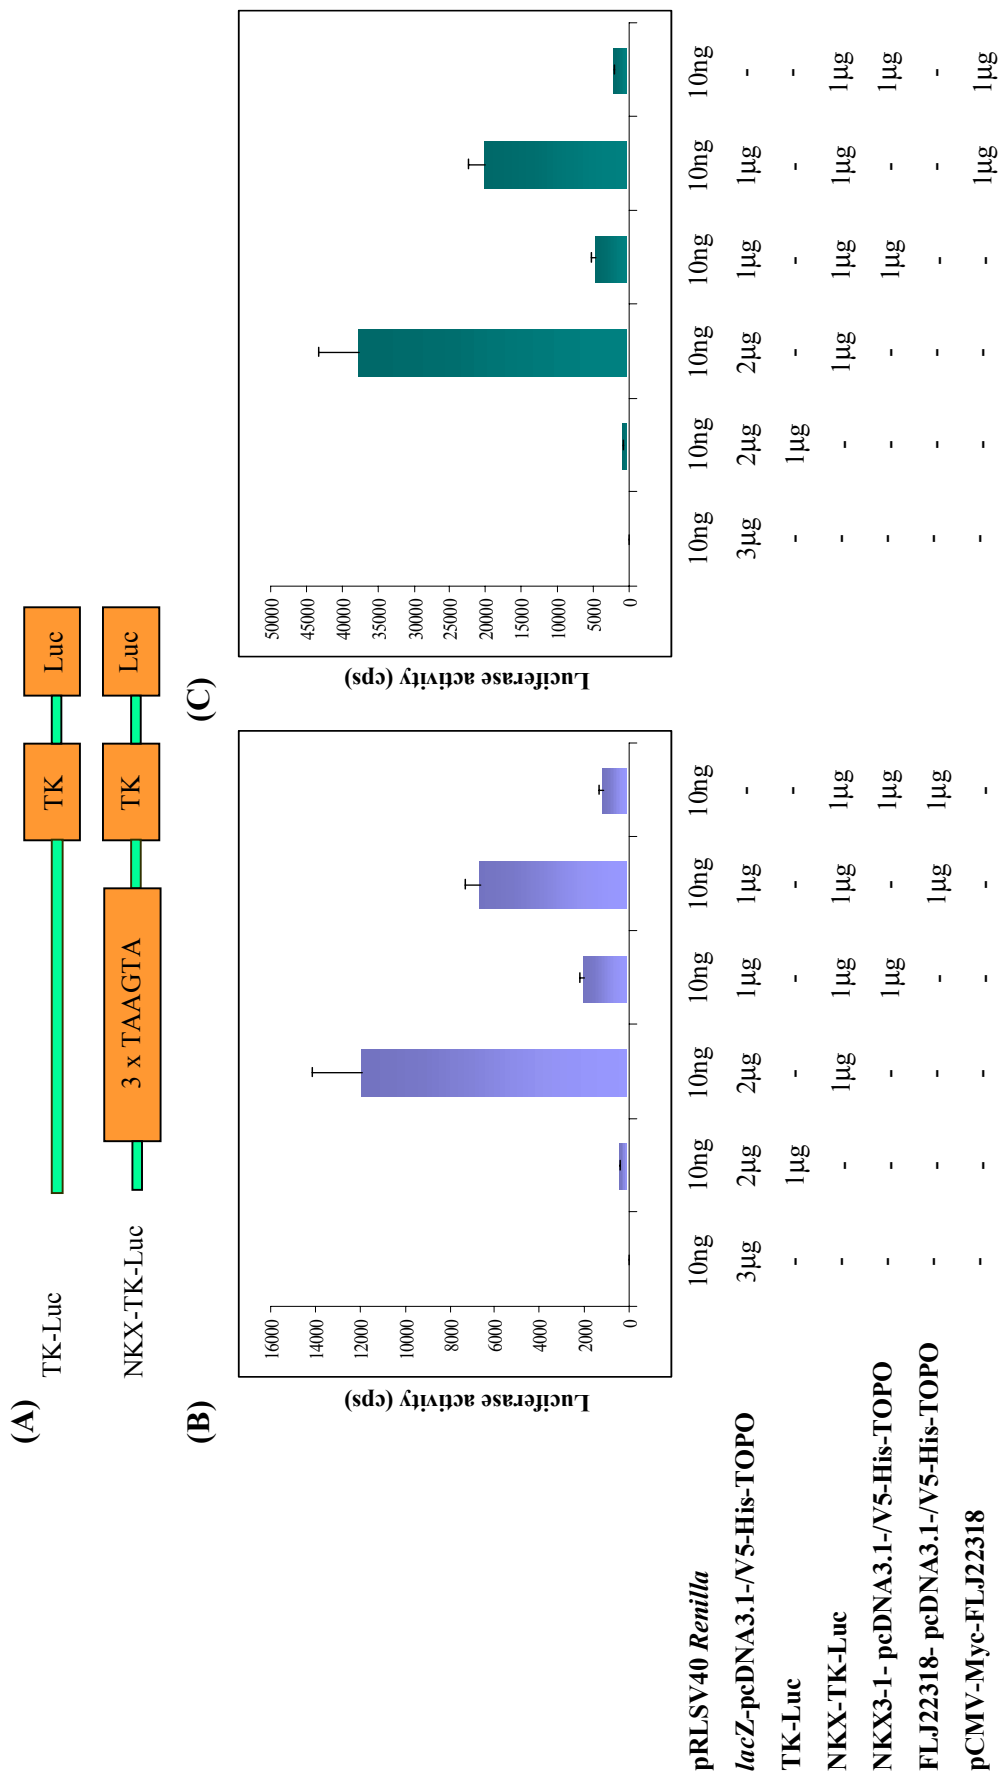 (A)
TK-Luc
TK
Luc
NKX-TK-Luc
3 x TAAGTA
TK
Luc
(B)
Luciferase activity (cps)
16000
14000
12000
10000
8000
6000
4000
2000
0
(C)
Luciferase activity (cps)
50000
45000
40000
35000
30000
25000
20000
15000
10000
5000
0
pRLSV40 Renilla 10ng 10ng 10ng 10ng 10ng 10ng 10ng 10ng 10ng 10ng 10ng 10ng
lacZ-pcDNA3.1-/V5-His-TOPO 3µg 2µg 2µg 1µg 1µg - 3µg 2µg 2µg 1µg 1µg -
TK-Luc - 1µg - - - - - 1µg - - - -
NKX-TK-Luc - - 1µg 1µg 1µg 1µg - - 1µg 1µg 1µg 1µg
NKX3-1- pcDNA3.1-/V5-His-TOPO - - - 1µg - 1µg - - - 1µg - 1µg
FLJ22318- pcDNA3.1-/V5-His-TOPO - - - - 1µg 1µg - - - - - -
pCMV-Myc-FLJ22318 - - - - - - - - - - 1µg 1µg